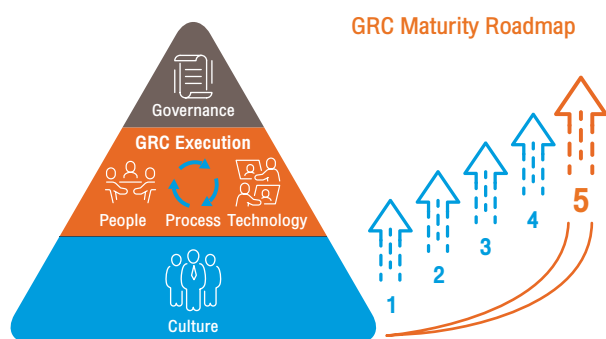 GRC Maturity Roadmap
Governance
GRC Execution
People Process Technology
Culture
1
2
3
4
5